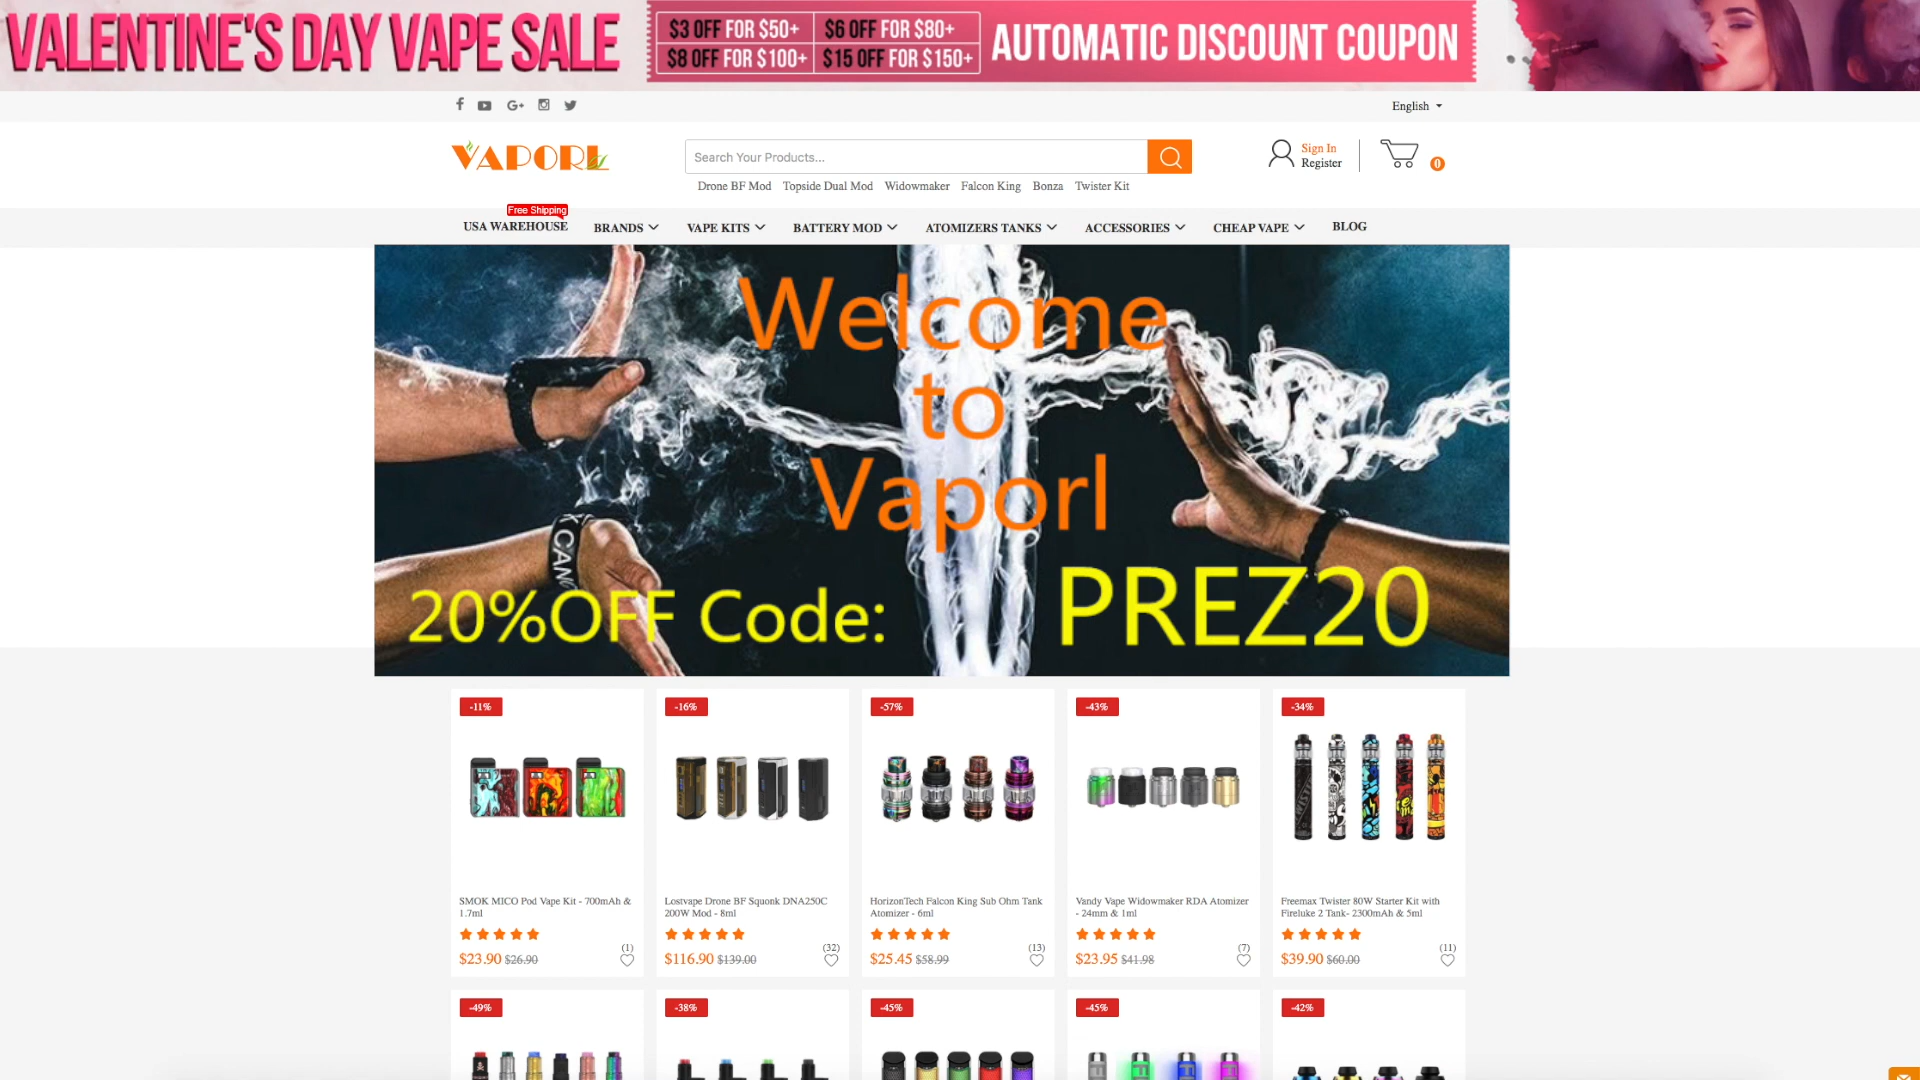 VALENTINE'S DAY VAPE SALE
$3 OFF FOR $50+ $6 OFF FOR $80+
$8 OFF FOR $100+ $15 OFF FOR $150+
AUTOMATIC DISCOUNT COUPON
English
VAPORL
Search Your Products...
Sign In
Register
0
Drone BF Mod Topside Dual Mod Widowmaker Falcon King Bonza Twister Kit
Free Shipping
USA WAREHOUSE BRANDS VAPE KITS BATTERY MOD ATOMIZERS TANKS ACCESSORIES CHEAP VAPE BLOG
Welcome
to
Vaporl
20%OFF Code: PREZ20
-11% -16% -57% -43% -34%
SMOK MICO Pod Vape Kit - 700mAh &
1.7ml
(1)
$23.90 $26.90
Lostvape Drone BF Squonk DNA250C
200W Mod - 8ml
(32)
$116.90 $139.00
HorizonTech Falcon King Sub Ohm Tank
Atomizer - 6ml
(13)
$25.45 $58.99
Vandy Vape Widowmaker RDA Atomizer
- 24mm & 1ml
(7)
$23.95 $41.98
Freemax Twister 80W Starter Kit with
Fireluke 2 Tank- 2300mAh & 5ml
(11)
$39.90 $60.00
-49% -38% -45% -45% -42%